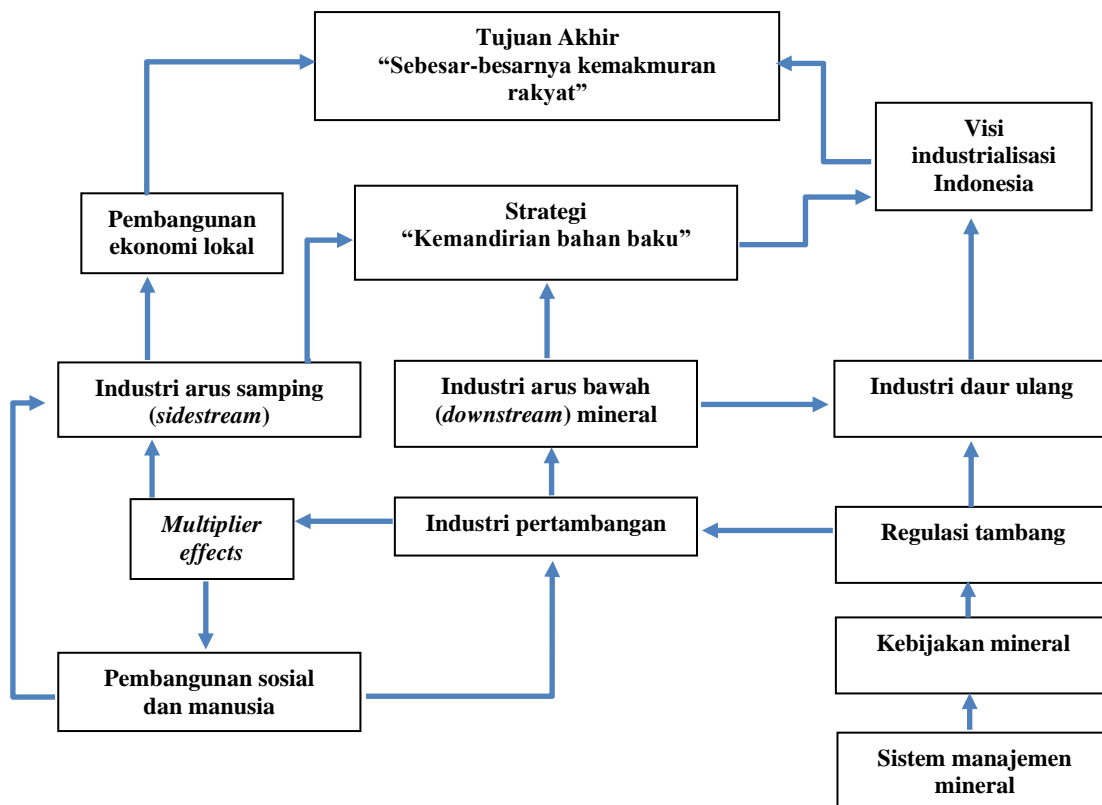 Tujuan Akhir
“Sebesar-besarnya kemakmuran
rakyat”
Visi
industrialisasi
Indonesia
Pembangunan
ekonomi lokal
Strategi
“Kemandirian bahan baku”
Industri arus samping
(sidestream)
Industri arus bawah
(downstream) mineral
Industri daur ulang
Multiplier
effects
Industri pertambangan
Regulasi tambang
Kebijakan mineral
Pembangunan sosial
dan manusia
Sistem manajemen
mineral